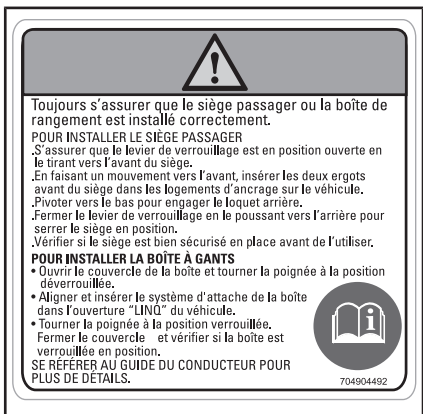 Toujours s'assurer que le siège passager ou la boîte de
rangement est installé correctement.
POUR INSTALLER LE SIÈGE PASSAGER
.S'assurer que le levier de verrouillage est en position ouverte en
le tirant vers l'avant du siège.
.En faisant un mouvement vers l'avant, insérer les deux ergots
avant du siège dans les logements d'ancrage sur le véhicule.
.Pivoter vers le bas pour engager le loquet arrière.
.Fermer le levier de verrouillage en le poussant vers l'arrière pour
serrer le siège en position.
.Vérifier si le siège est bien sécurisé en place avant de l'utiliser.
POUR INSTALLER LA BOÎTE À GANTS
• Ouvrir le couvercle de la boîte et tourner la poignée à la position
déverrouillée.
• Aligner et insérer le système d'attache de la boîte
dans l'ouverture "LINQ" du véhicule.
• Tourner la poignée à la position verrouillée.
Fermer le couvercle et vérifier si la boîte est
verrouillée en position.
SE RÉFÉRER AU GUIDE DU CONDUCTEUR POUR
PLUS DE DÉTAILS.
704904492